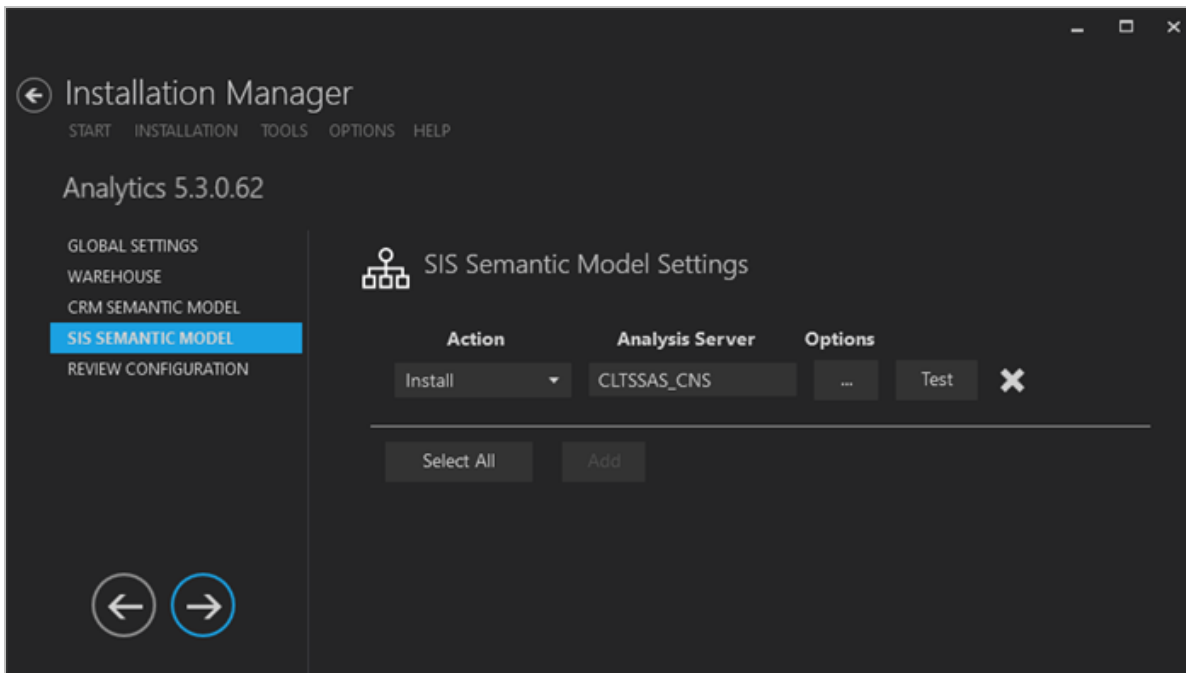 Installation Manager
START INSTALLATION TOOLS OPTIONS HELP
Analytics 5.3.0.62
GLOBAL SETTINGS
WAREHOUSE
CRM SEMANTIC MODEL
SIS SEMANTIC MODEL
REVIEW CONFIGURATION
SIS Semantic Model Settings
Action Analysis Server Options
Install CLTSSAS_CNS ... Test
Select All Add